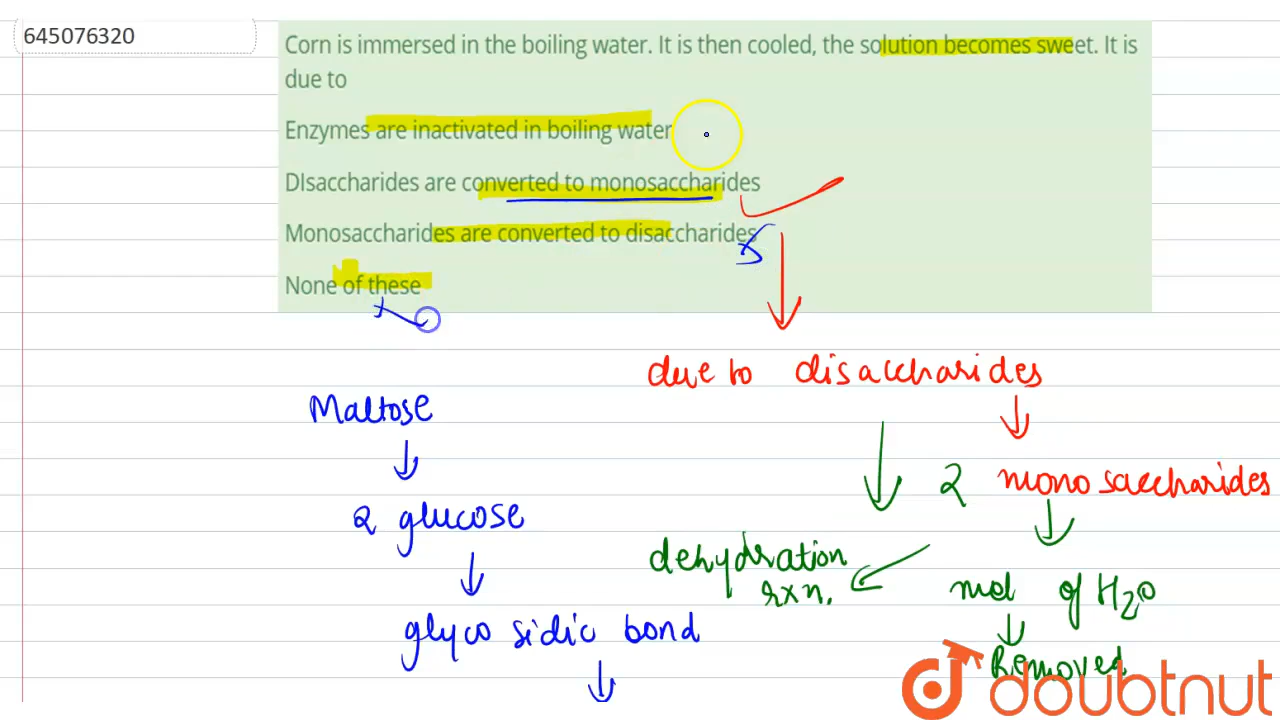 645076320
Corn is immersed in the boiling water. It is then cooled, the solution becomes sweet. It is
due to
Enzymes are inactivated in boiling water
DIsaccharides are converted to monosaccharides
Monosaccharides are converted to disaccharides
None of these
due to disaccharides
Maltose
2 monosaccharides
2 glucose
dehydration
rxn.
mol of H2O
glyco sidic bond
Removed
doubtnut